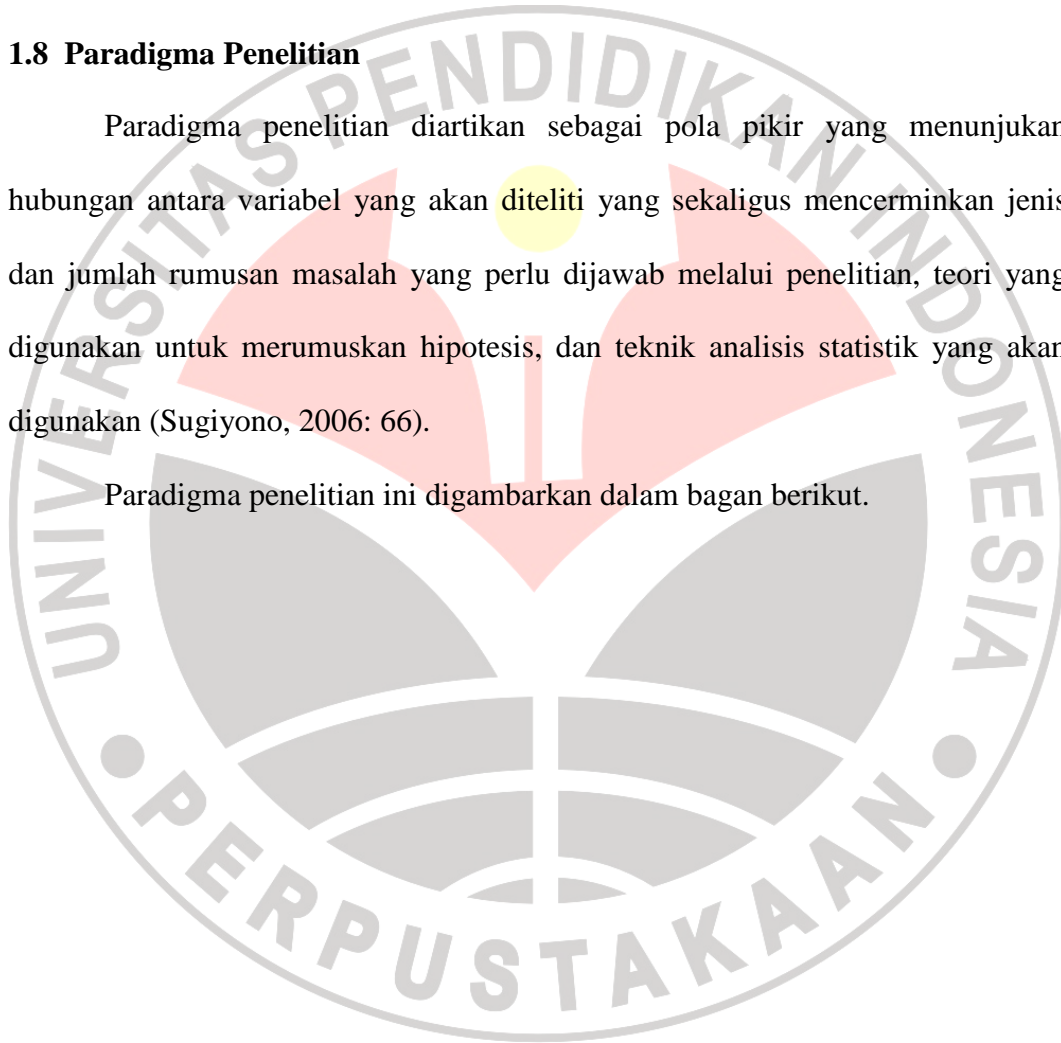 1.8 Paradigma Penelitian
Paradigma penelitian diartikan sebagai pola pikir yang menunjukan
hubungan antara variabel yang akan diteliti yang sekaligus mencerminkan jenis
dan jumlah rumusan masalah yang perlu dijawab melalui penelitian, teori yang
digunakan untuk merumuskan hipotesis, dan teknik analisis statistik yang akan
digunakan (Sugiyono, 2006: 66).
Paradigma penelitian ini digambarkan dalam bagan berikut.
UNIVERSITAS PENDIDIKAN INDONESIA
PERPUSTAKAAN